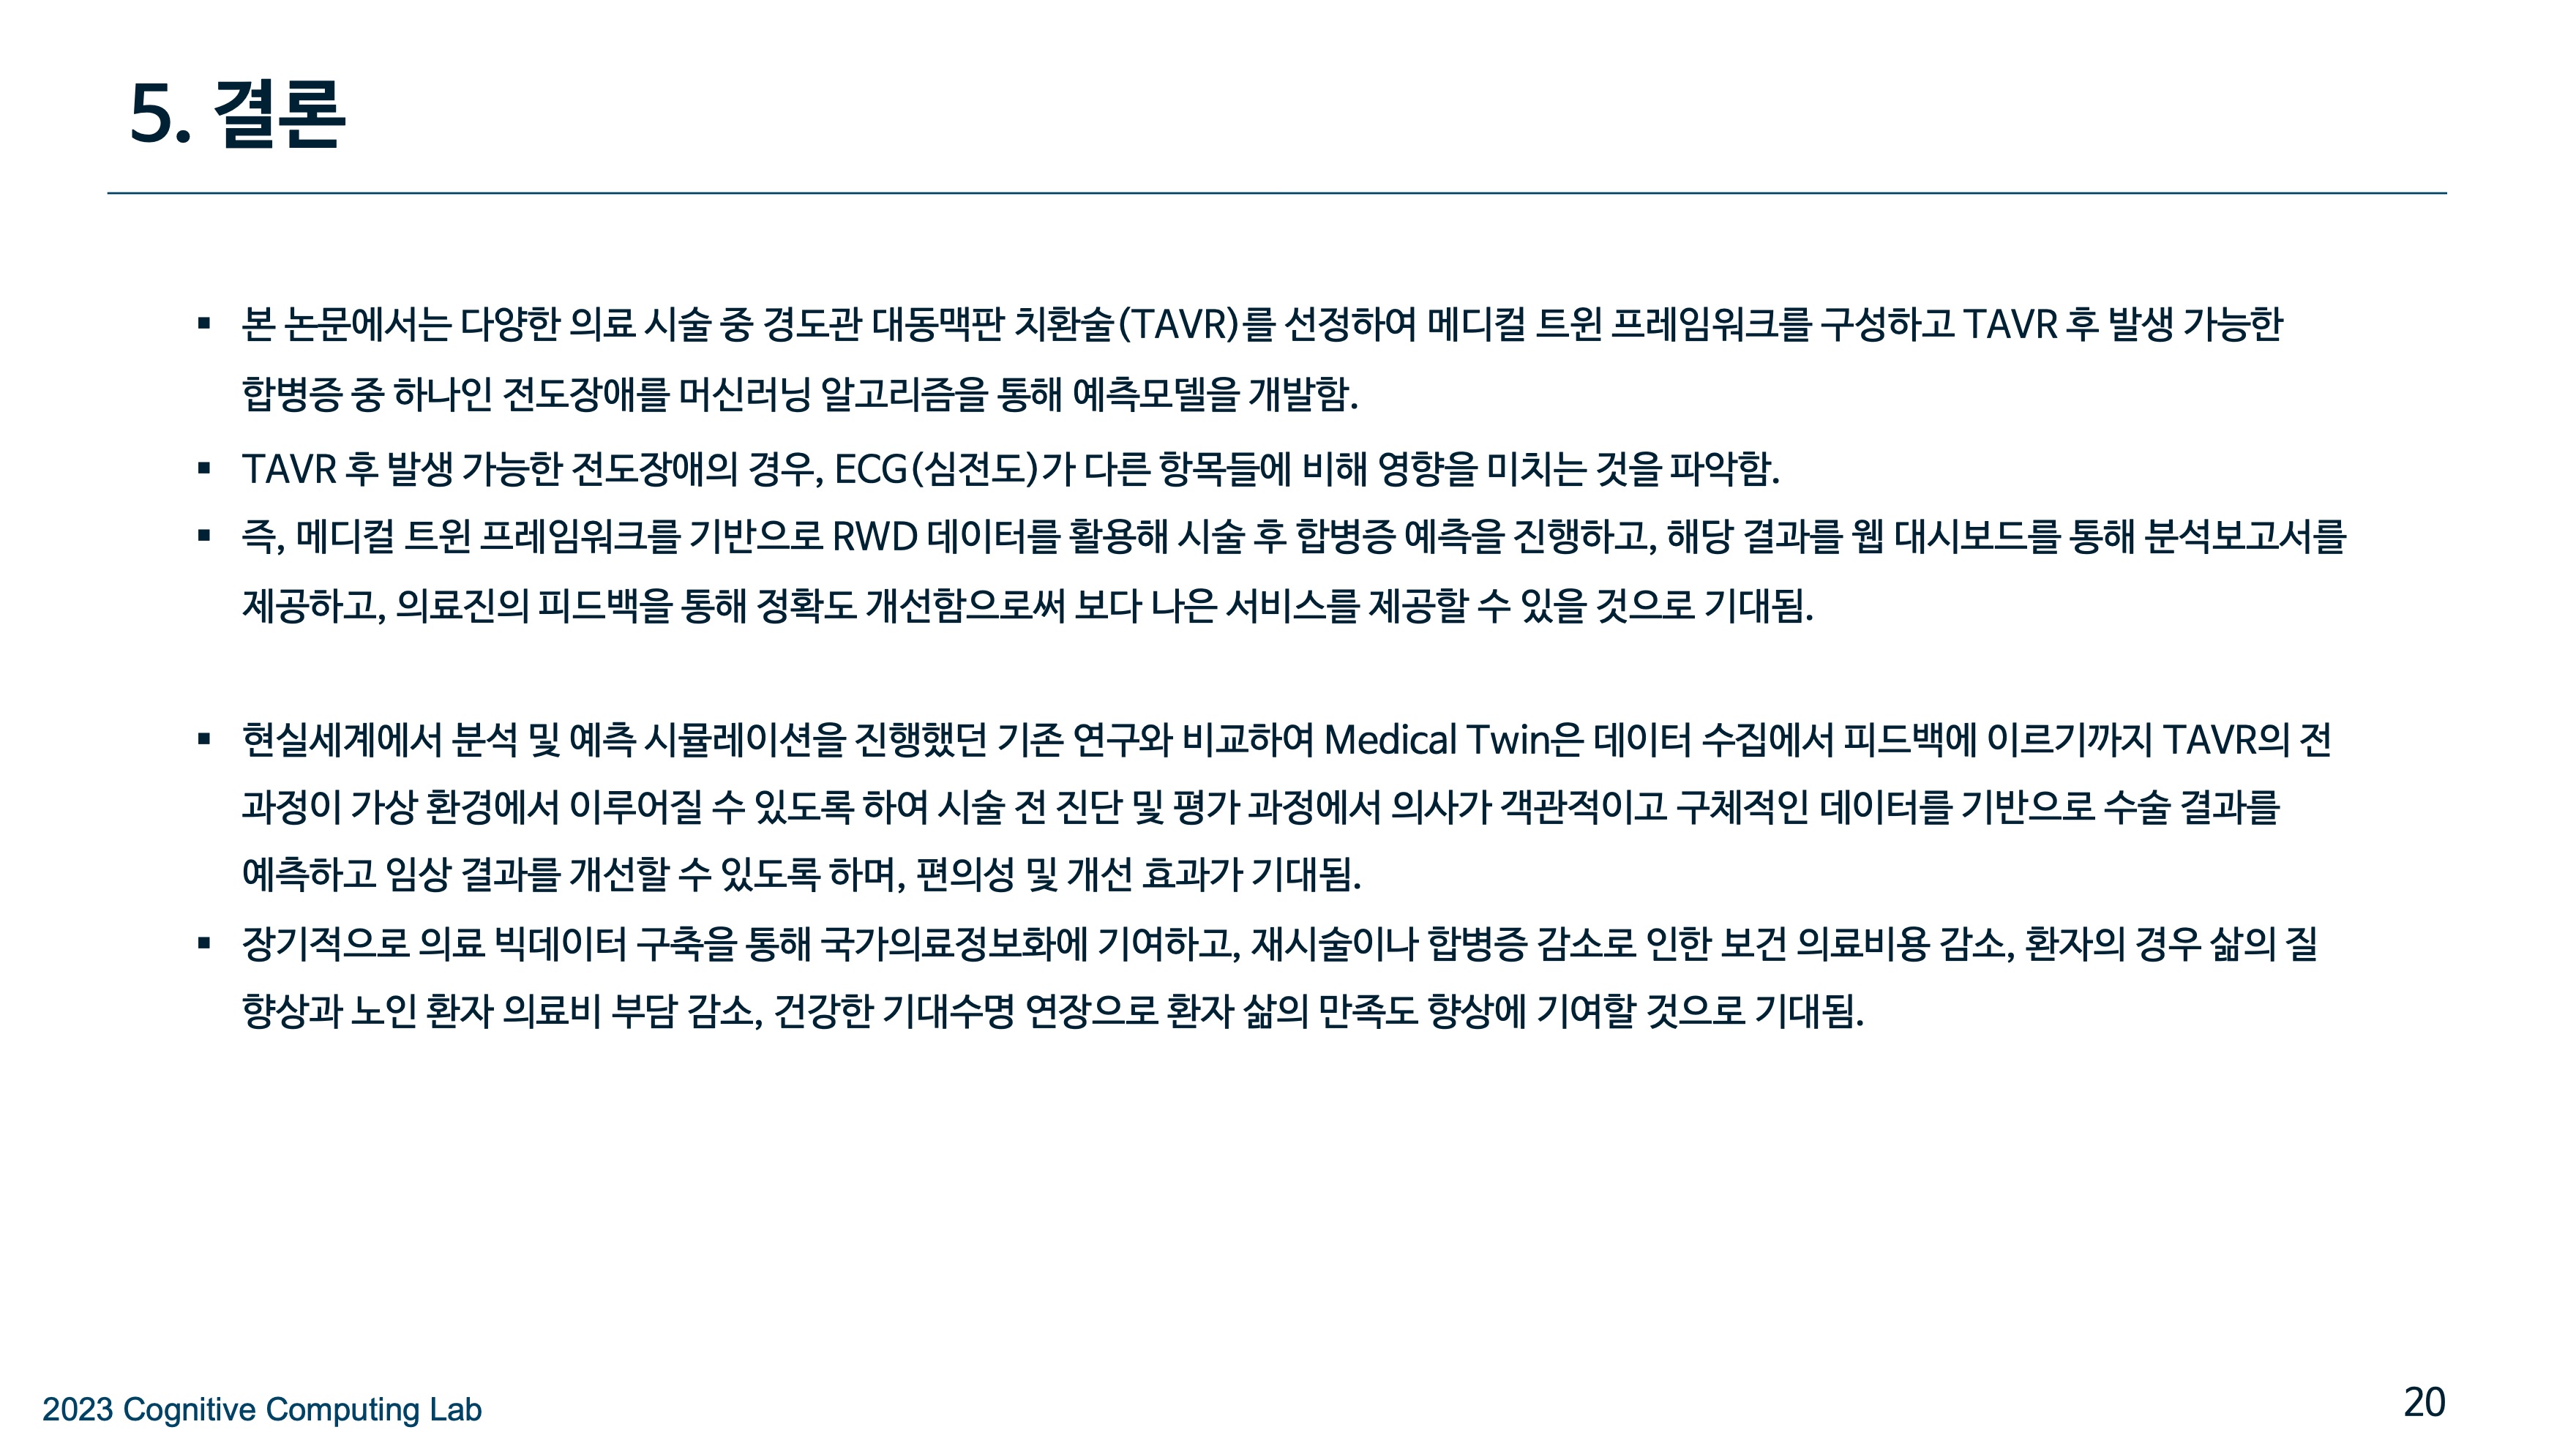 5. 결론
▪ 본 논문에서는 다양한 의료 시술 중 경도관 대동맥판 치환술(TAVR)를 선정하여 메디컬 트윈 프레임워크를 구성하고 TAVR 후 발생 가능한
합병증 중 하나인 전도장애를 머신러닝 알고리즘을 통해 예측모델을 개발함.
▪ TAVR 후 발생 가능한 전도장애의 경우, ECG(심전도)가 다른 항목들에 비해 영향을 미치는 것을 파악함.
▪ 즉, 메디컬 트윈 프레임워크를 기반으로 RWD 데이터를 활용해 시술 후 합병증 예측을 진행하고, 해당 결과를 웹 대시보드를 통해 분석보고서를
제공하고, 의료진의 피드백을 통해 정확도 개선함으로써 보다 나은 서비스를 제공할 수 있을 것으로 기대됨.
▪ 현실세계에서 분석 및 예측 시뮬레이션을 진행했던 기존 연구와 비교하여 Medical Twin은 데이터 수집에서 피드백에 이르기까지 TAVR의 전
과정이 가상 환경에서 이루어질 수 있도록 하여 시술 전 진단 및 평가 과정에서 의사가 객관적이고 구체적인 데이터를 기반으로 수술 결과를
예측하고 임상 결과를 개선할 수 있도록 하며, 편의성 및 개선 효과가 기대됨.
▪ 장기적으로 의료 빅데이터 구축을 통해 국가의료정보화에 기여하고, 재시술이나 합병증 감소로 인한 보건 의료비용 감소, 환자의 경우 삶의 질
향상과 노인 환자 의료비 부담 감소, 건강한 기대수명 연장으로 환자 삶의 만족도 향상에 기여할 것으로 기대됨.
2023 Cognitive Computing Lab
20